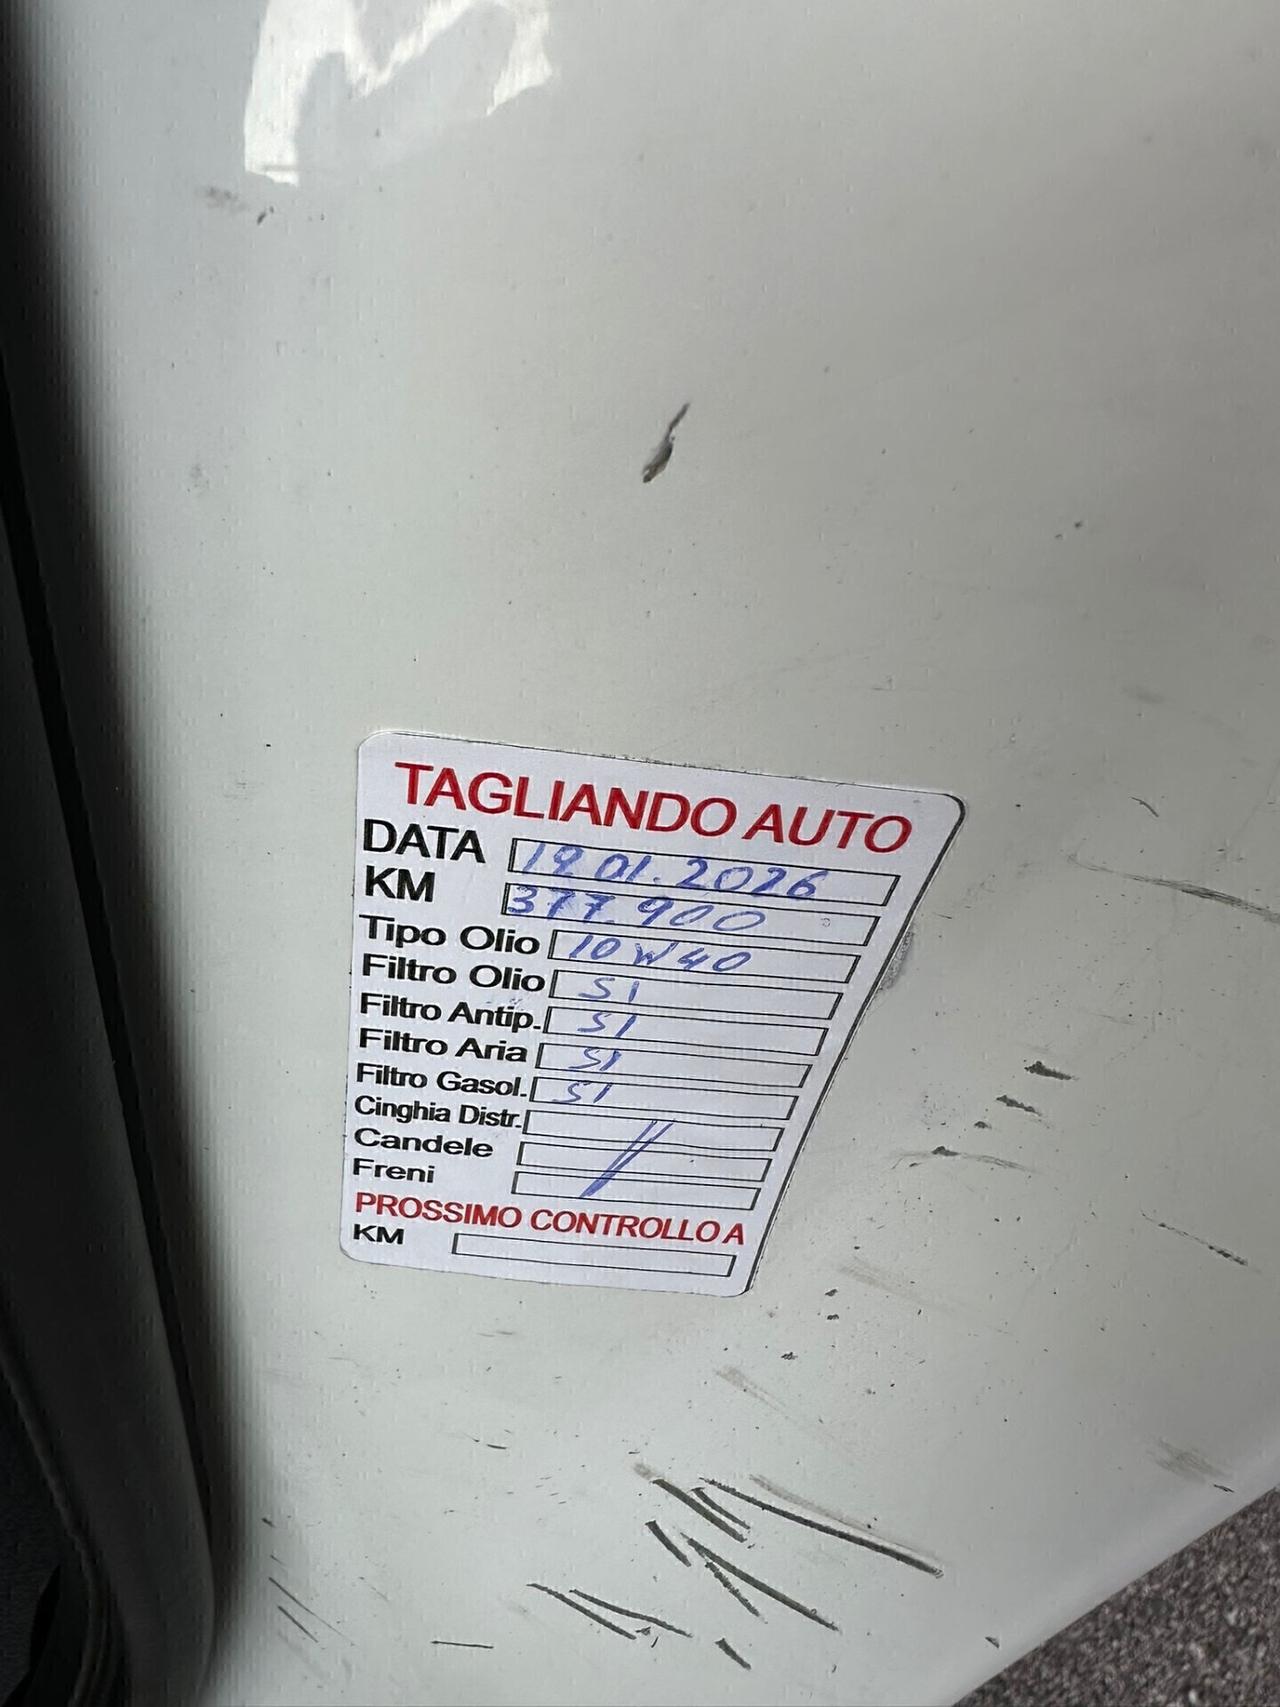 TAGLIANDO AUTO
DATA 19.01.2026
KM 377.900
Tipo Olio 10W40
Filtro Olio SI
Filtro Antip. SI
Filtro Aria SI
Filtro Gasol. SI
Cinghia Distr.
Candele //
Freni
PROSSIMO CONTROLLO A
KM